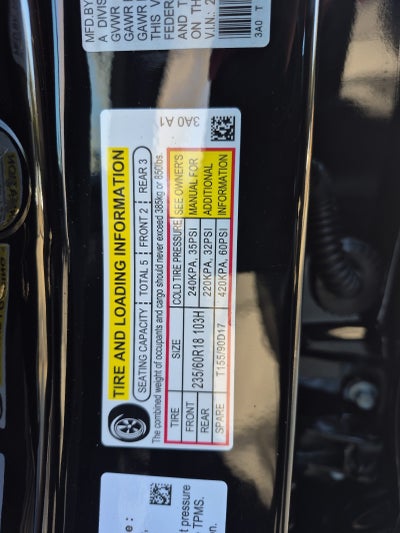 MFD.BY
A DIVIS
GVWR
GAWR
GAWR
THIS V
FEDER
AND T
ON TH
V.I.N.: 2
3A0 T
TIRE AND LOADING INFORMATION
SEATING CAPACITY TOTAL 5 FRONT 2 REAR 3
The combined weight of occupants and cargo should never exceed 385kg or 850lbs.
TIRE SIZE COLD TIRE PRESSURE SEE OWNER'S
FRONT 235/60R18 103H 240KPA, 35PSI MANUAL FOR
REAR 220KPA, 32PSI ADDITIONAL
SPARE T155/90D17 420KPA, 60PSI INFORMATION
3A0 A1
e :
t pressure
TPMS.
on.